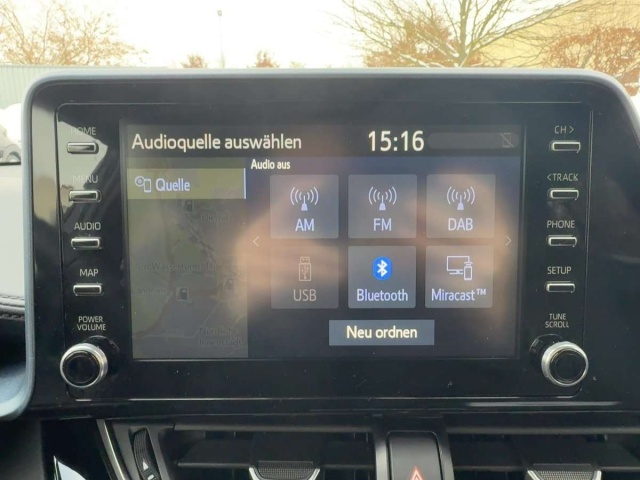 HOME
MENU
AUDIO
MAP
POWER
VOLUME
Audioquelle auswählen
15:16
Quelle
Audio aus
AM
FM
DAB
USB
Bluetooth
Miracast™
Neu ordnen
CH >
< TRACK
PHONE
SETUP
TUNE
SCROLL